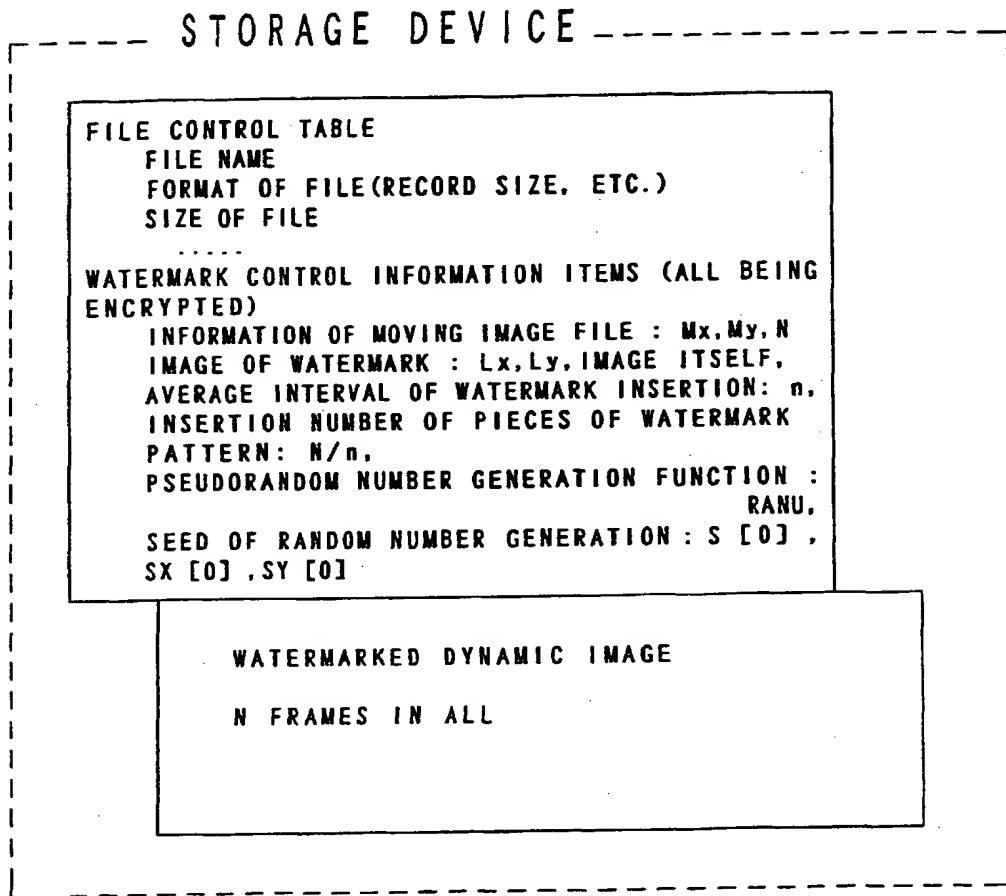 STORAGE DEVICE
FILE CONTROL TABLE
FILE NAME
FORMAT OF FILE(RECORD SIZE, ETC.)
SIZE OF FILE
.....
WATERMARK CONTROL INFORMATION ITEMS (ALL BEING
ENCRYPTED)
INFORMATION OF MOVING IMAGE FILE : Mx,My,N
IMAGE OF WATERMARK : Lx,Ly,IMAGE ITSELF,
AVERAGE INTERVAL OF WATERMARK INSERTION: n,
INSERTION NUMBER OF PIECES OF WATERMARK
PATTERN: N/n,
PSEUDORANDOM NUMBER GENERATION FUNCTION :
RANU,
SEED OF RANDOM NUMBER GENERATION : S [0] ,
SX [0] ,SY [0]
WATERMARKED DYNAMIC IMAGE
N FRAMES IN ALL